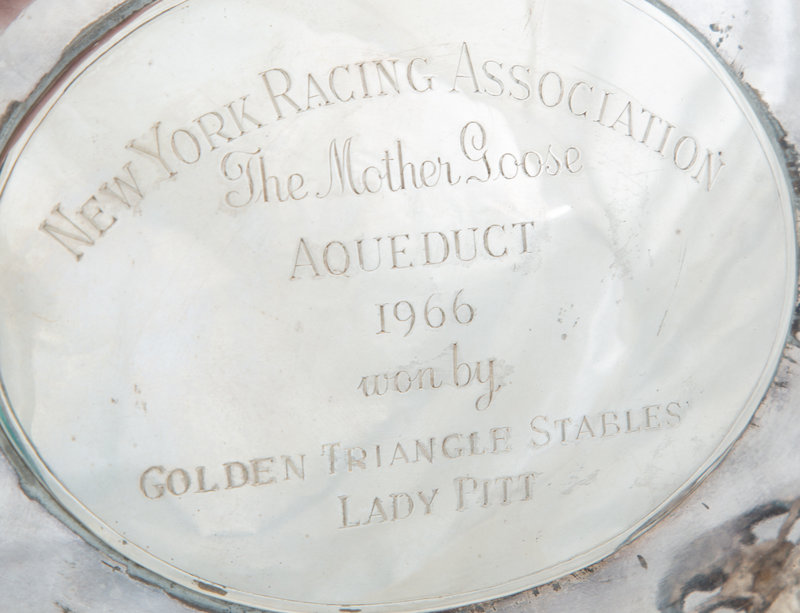 NEW YORK RACING ASSOCIATION
The Mother Goose
AQUEDUCT
1966
won by
GOLDEN TRIANGLE STABLES'
LADY PITT